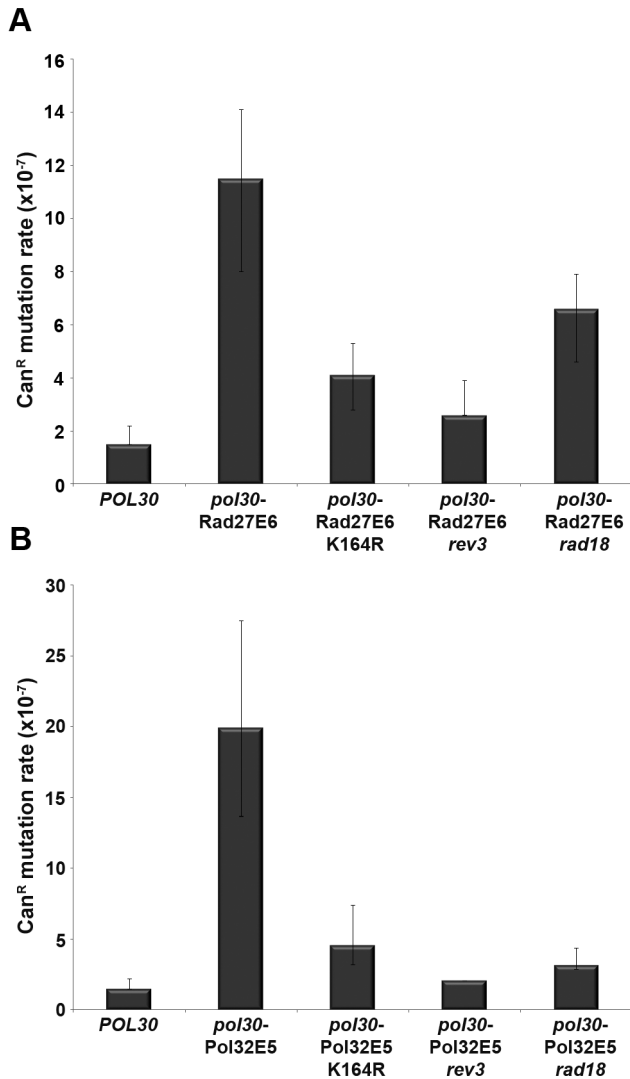 A
16
14
12
10
8
6
4
2
0
Can^R mutation rate (x10^-7)
POL30
pol30-
Rad27E6
pol30-
Rad27E6
K164R
pol30-
Rad27E6
rev3
pol30-
Rad27E6
rad18
B
30
25
20
15
10
5
0
Can^R mutation rate (x10^-7)
POL30
pol30-
Pol32E5
pol30-
Pol32E5
K164R
pol30-
Pol32E5
rev3
pol30-
Pol32E5
rad18